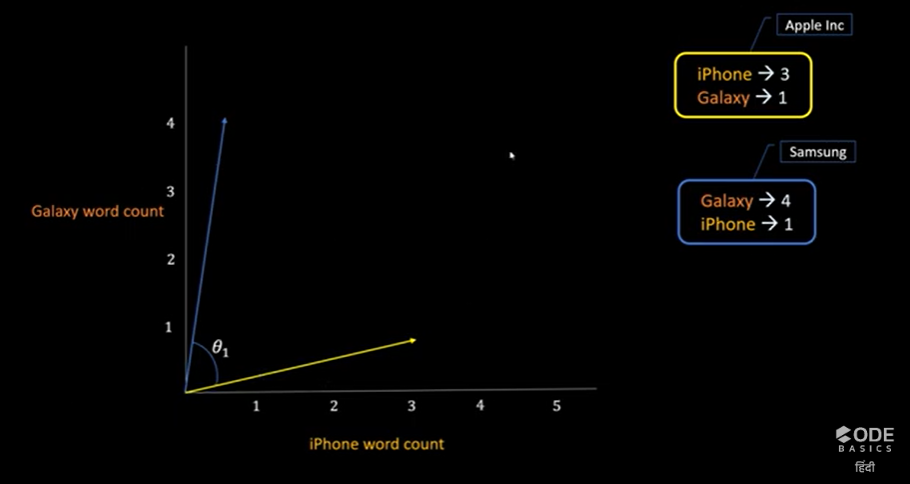 Apple Inc
iPhone → 3
Galaxy → 1
Samsung
Galaxy → 4
iPhone → 1
4
3
Galaxy word count
2
1
θ₁
1 2 3 4 5
iPhone word count
CODE
BASICS
हिंदी